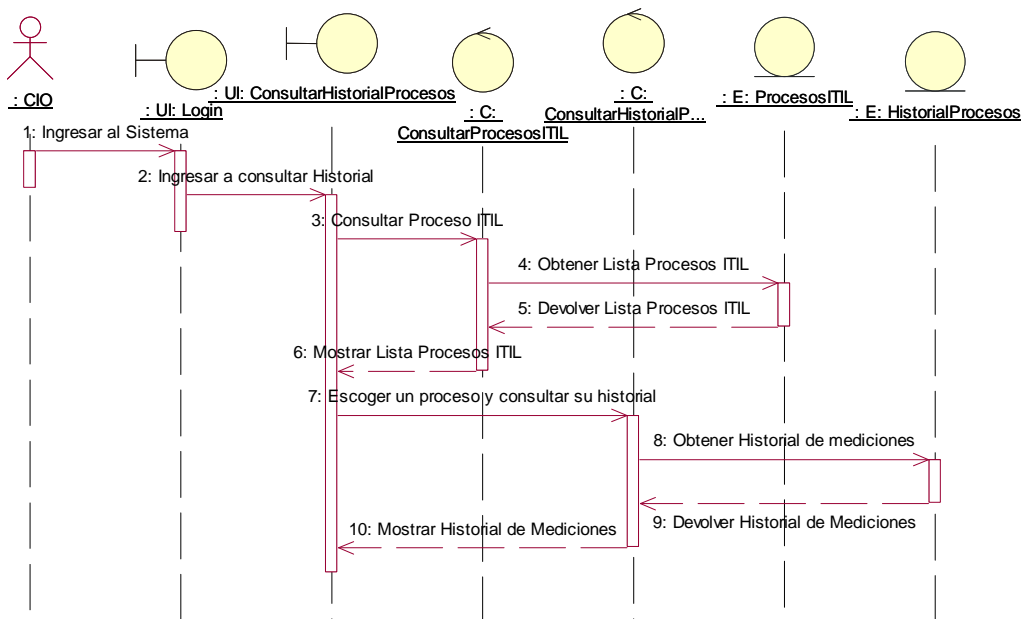 : CIO
: UI: Login
: UI: ConsultarHistorialProcesos
: C:
ConsultarProcesosITIL
: C:
ConsultarHistorialP...
: E: ProcesosITIL
: E: HistorialProcesos
1: Ingresar al Sistema
2: Ingresar a consultar Historial
3: Consultar Proceso ITIL
4: Obtener Lista Procesos ITIL
5: Devolver Lista Procesos ITIL
6: Mostrar Lista Procesos ITIL
7: Escoger un proceso y consultar su historial
8: Obtener Historial de mediciones
9: Devolver Historial de Mediciones
10: Mostrar Historial de Mediciones